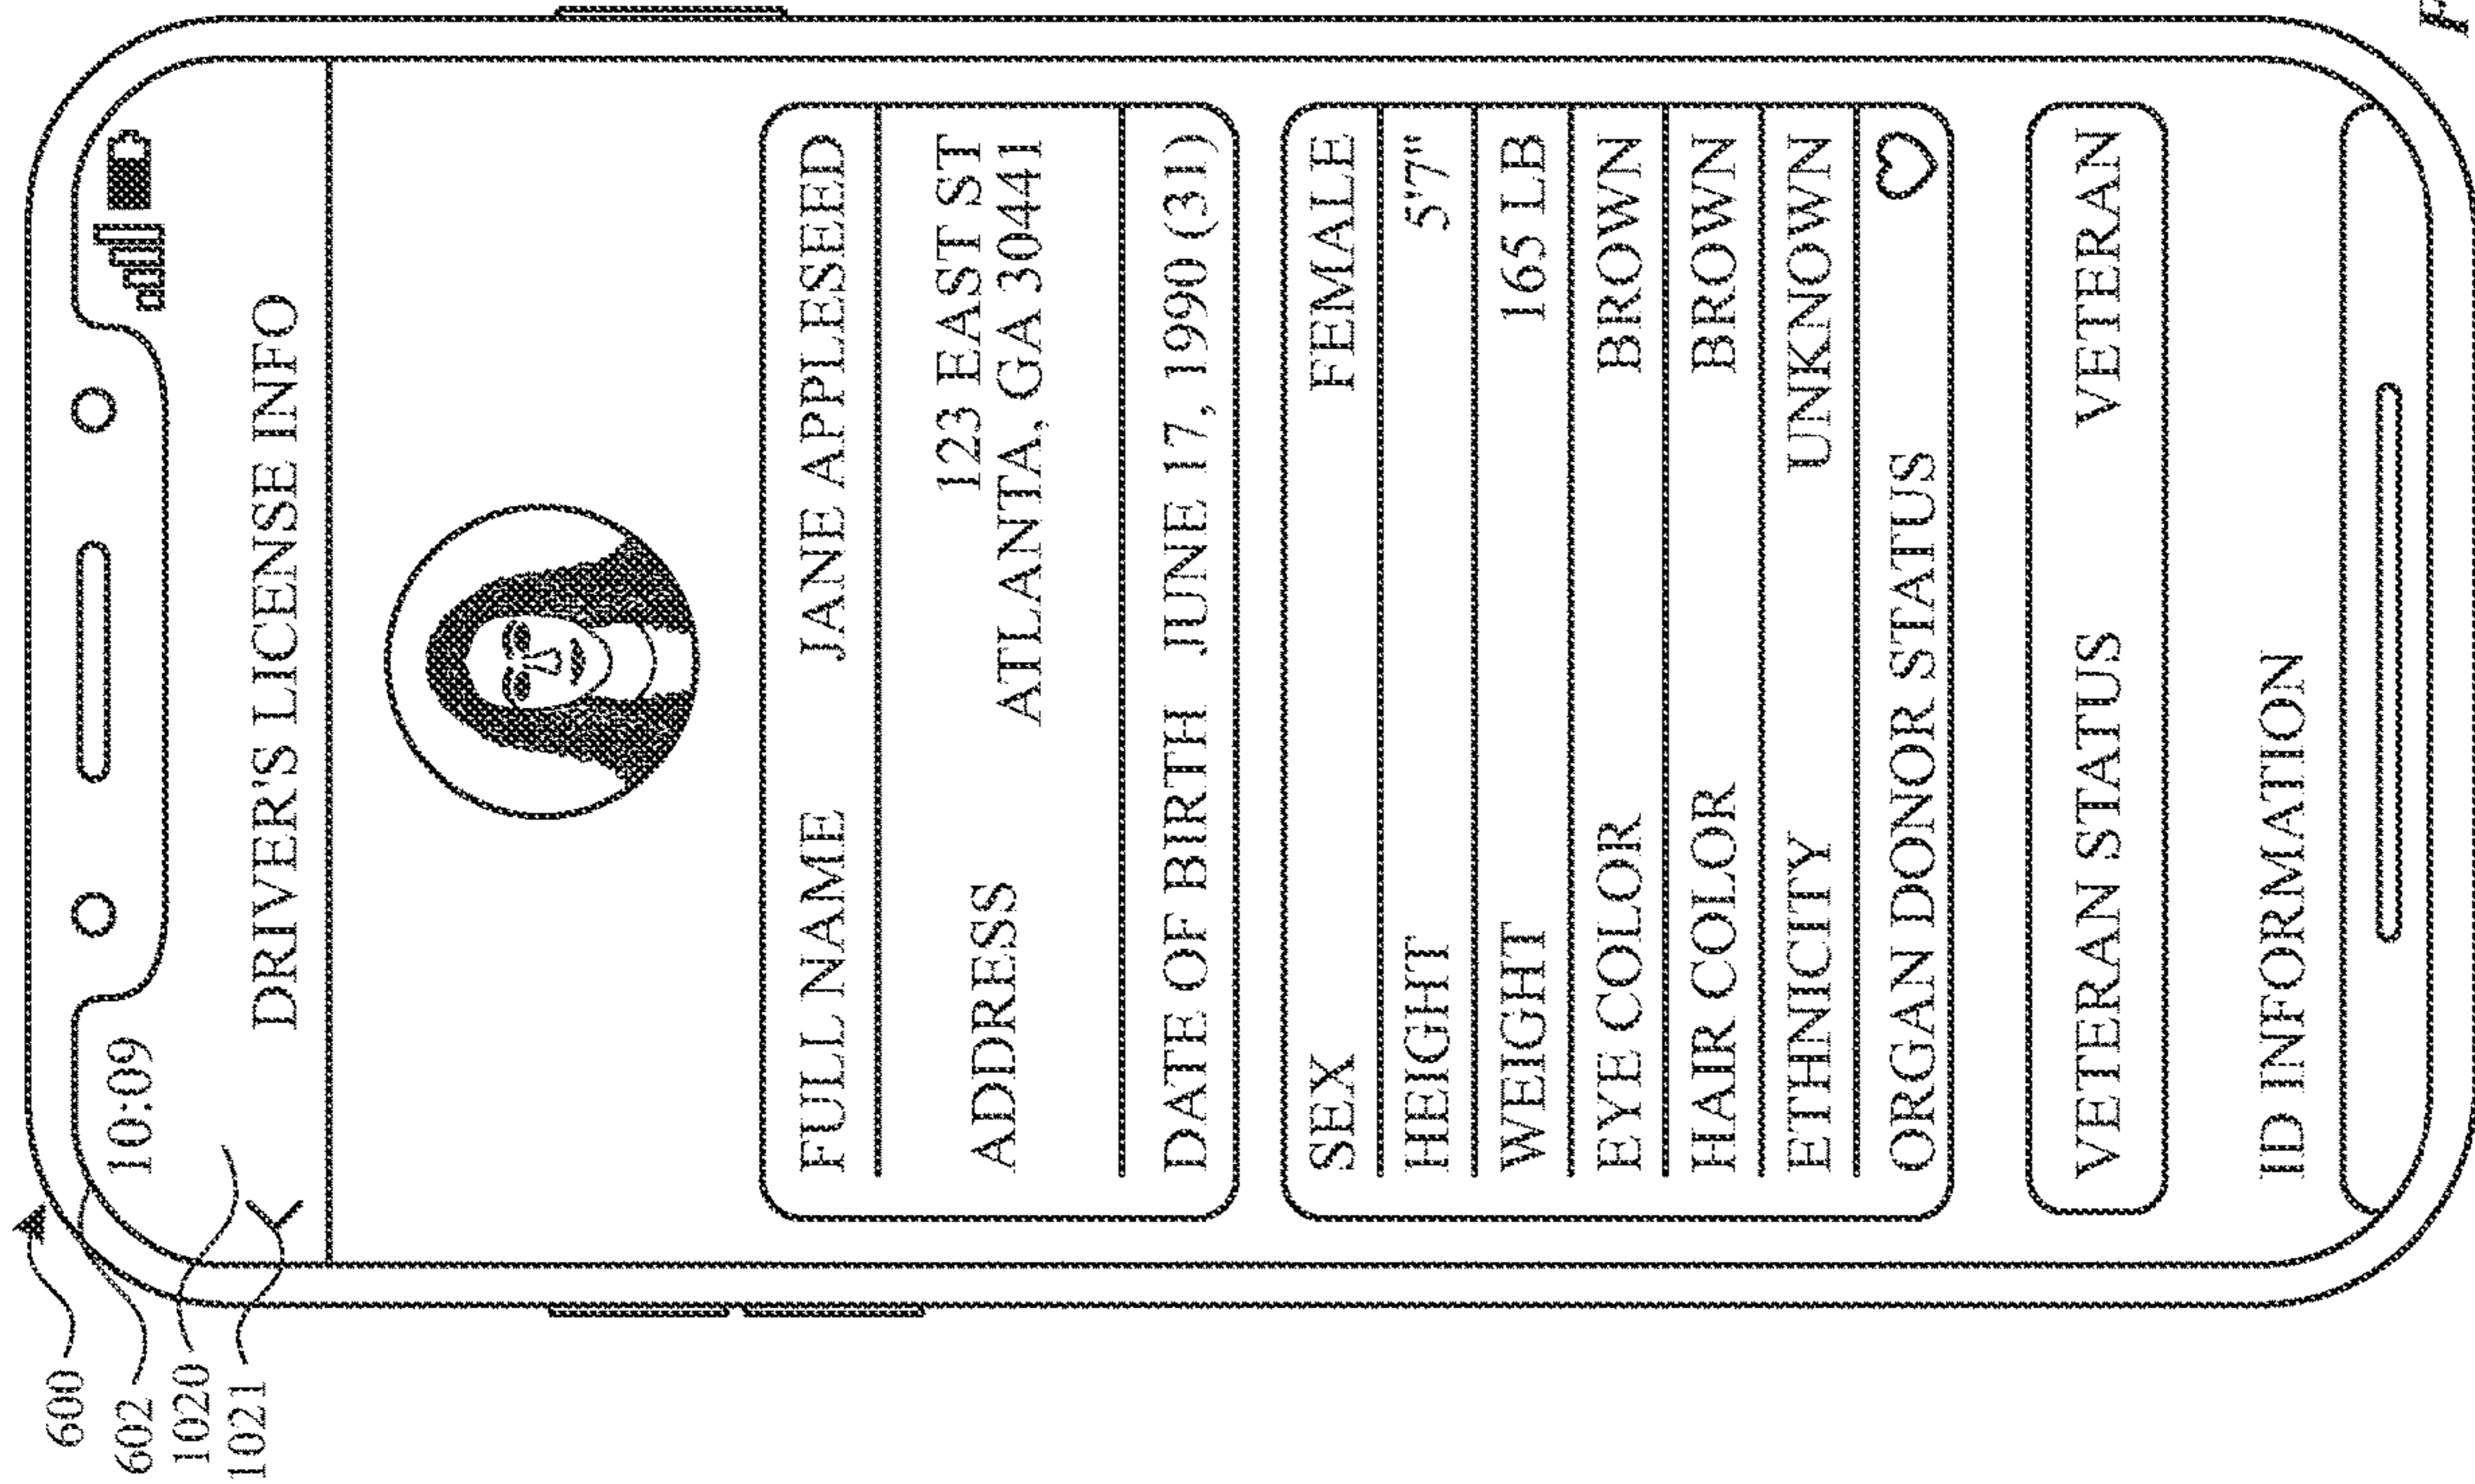 600
602
1020
1021
10:09
DRIVER'S LICENSE INFO
FULL NAME JANE APPLESEED
ADDRESS 123 EAST ST
ATLANTA, GA 30441
DATE OF BIRTH JUNE 17, 1990 (31)
SEX FEMALE
HEIGHT 5'7"
WEIGHT 165 LB
EYE COLOR BROWN
HAIR COLOR BROWN
ETHNICITY UNKNOWN
ORGAN DONOR STATUS
VETERAN STATUS VETERAN
ID INFORMATION